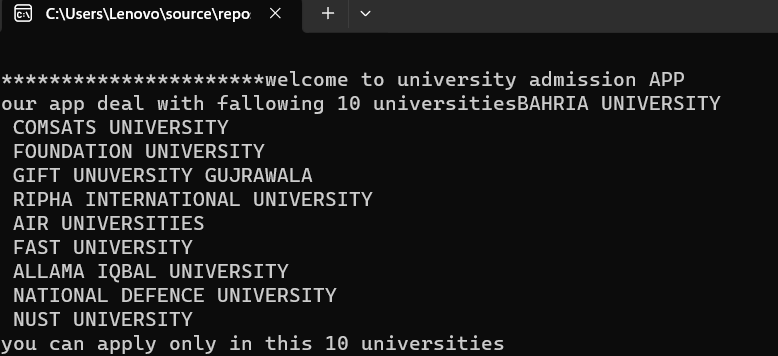 C:\Users\Lenovo\source\repo
**********************welcome to university admission APP
our app deal with fallowing 10 universitiesBAHRIA UNIVERSITY
COMSATS UNIVERSITY
FOUNDATION UNIVERSITY
GIFT UNUVERSITY GUJRAWALA
RIPHA INTERNATIONAL UNIVERSITY
AIR UNIVERSITIES
FAST UNIVERSITY
ALLAMA IQBAL UNIVERSITY
NATIONAL DEFENCE UNIVERSITY
NUST UNIVERSITY
you can apply only in this 10 universities